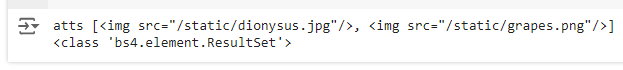 atts [<img src="/static/dionysus.jpg"/>, <img src="/static/grapes.png"/>]
<class 'bs4.element.ResultSet'>